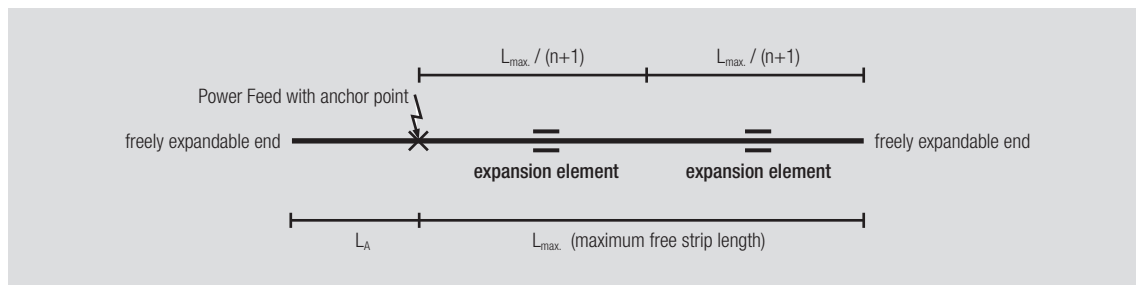 Lmax. / (n+1) Lmax. / (n+1)
Power Feed with anchor point
freely expandable end freely expandable end
expansion element expansion element
LA Lmax. (maximum free strip length)